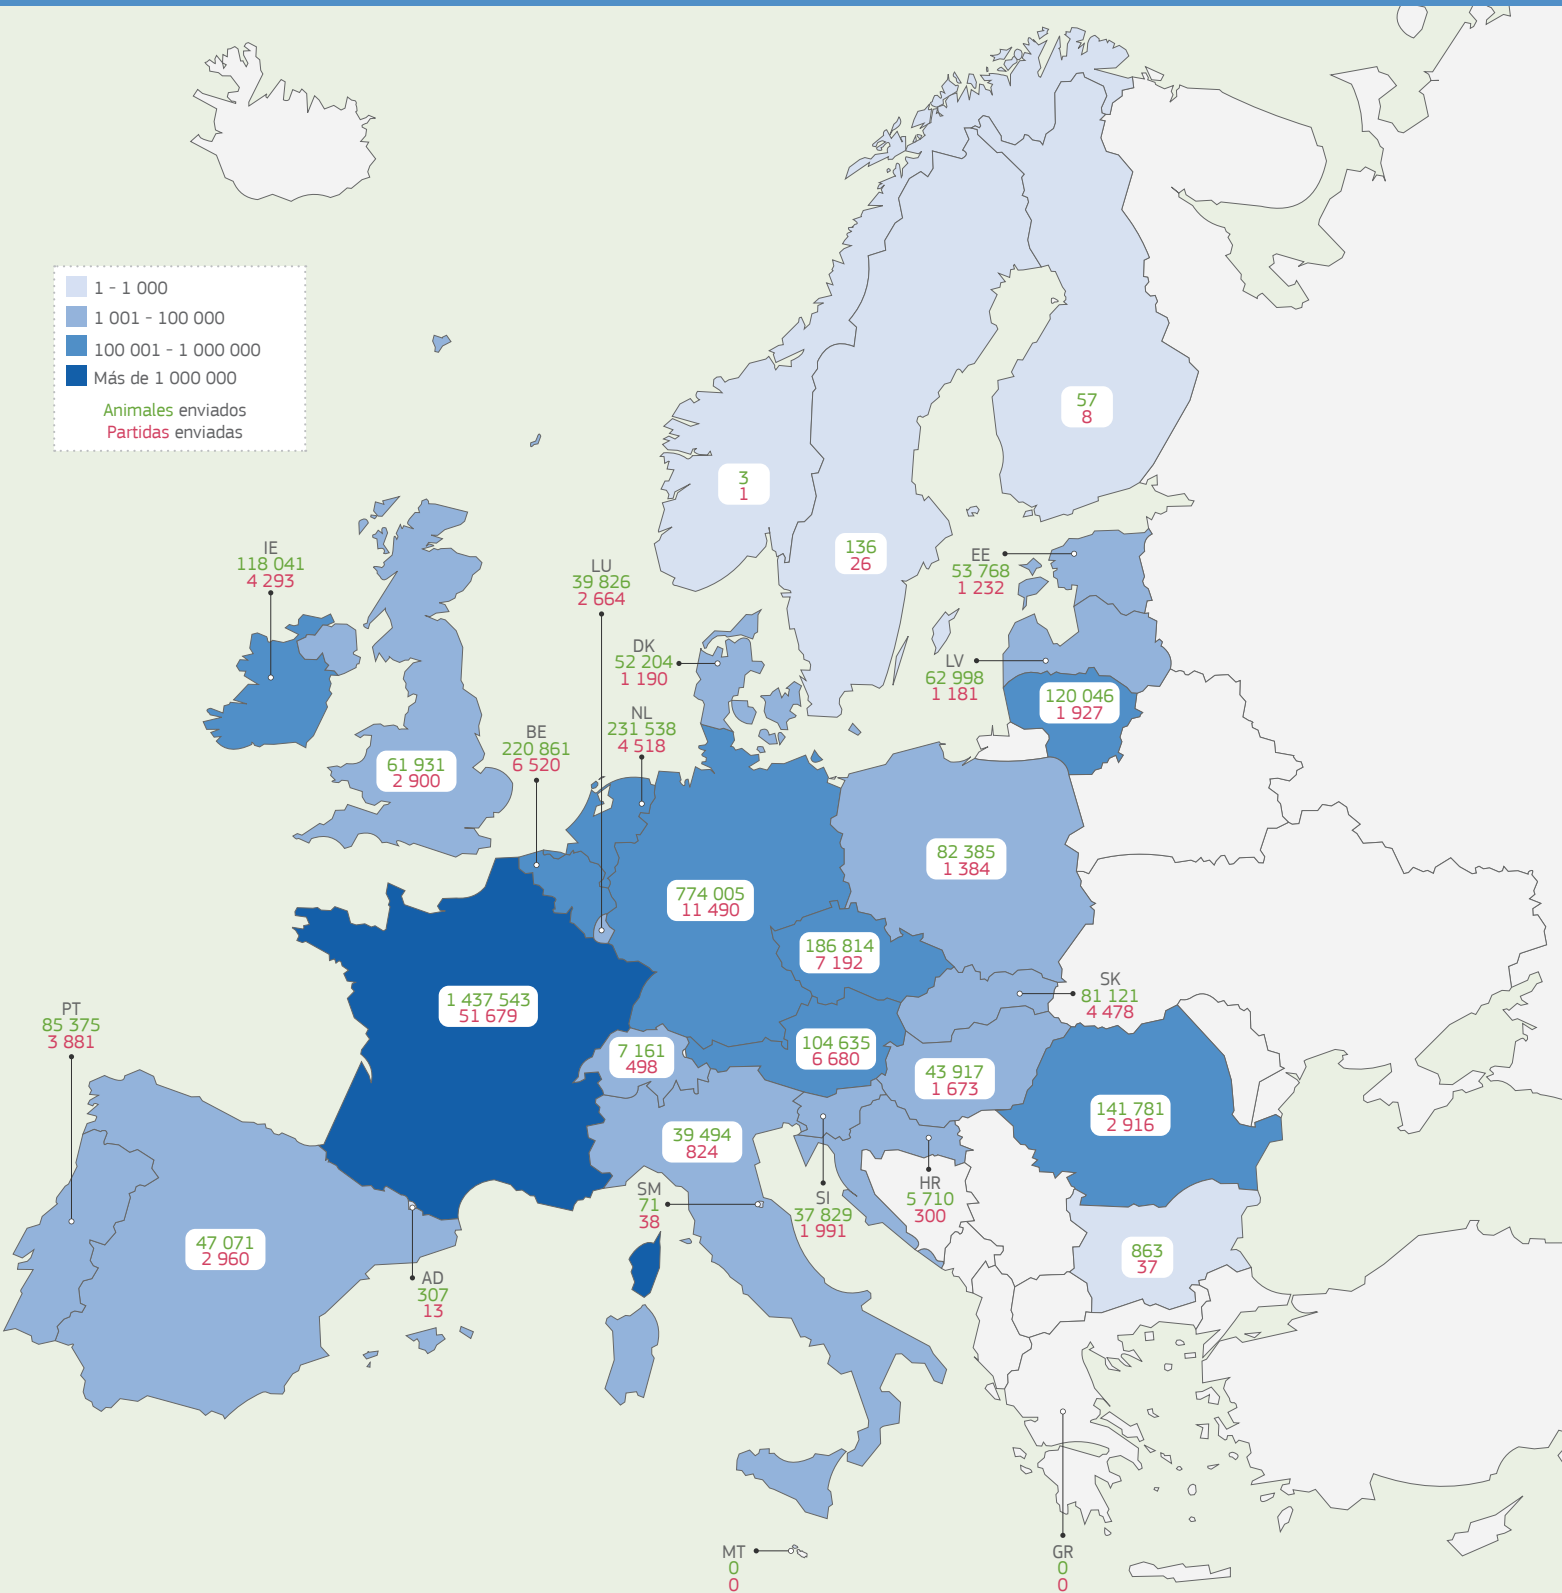 1 - 1 000
1 001 - 100 000
100 001 - 1 000 000
Más de 1 000 000
Animales enviados
Partidas enviadas
57
8
3
1
136
26
IE
118 041
4 293
EE
53 768
1 232
LU
39 826
2 664
DK
52 204
1 190
LV
62 998
1 181
120 046
1 927
NL
231 538
4 518
BE
220 861
6 520
61 931
2 900
82 385
1 384
774 005
11 490
186 814
7 192
SK
81 121
4 478
1 437 543
51 679
PT
85 375
3 881
7 161
498
104 635
6 680
43 917
1 673
141 781
2 916
39 494
824
SM
71
38
SI
37 829
1 991
HR
5 710
300
47 071
2 960
863
37
AD
307
13
MT
0
0
GR
0
0